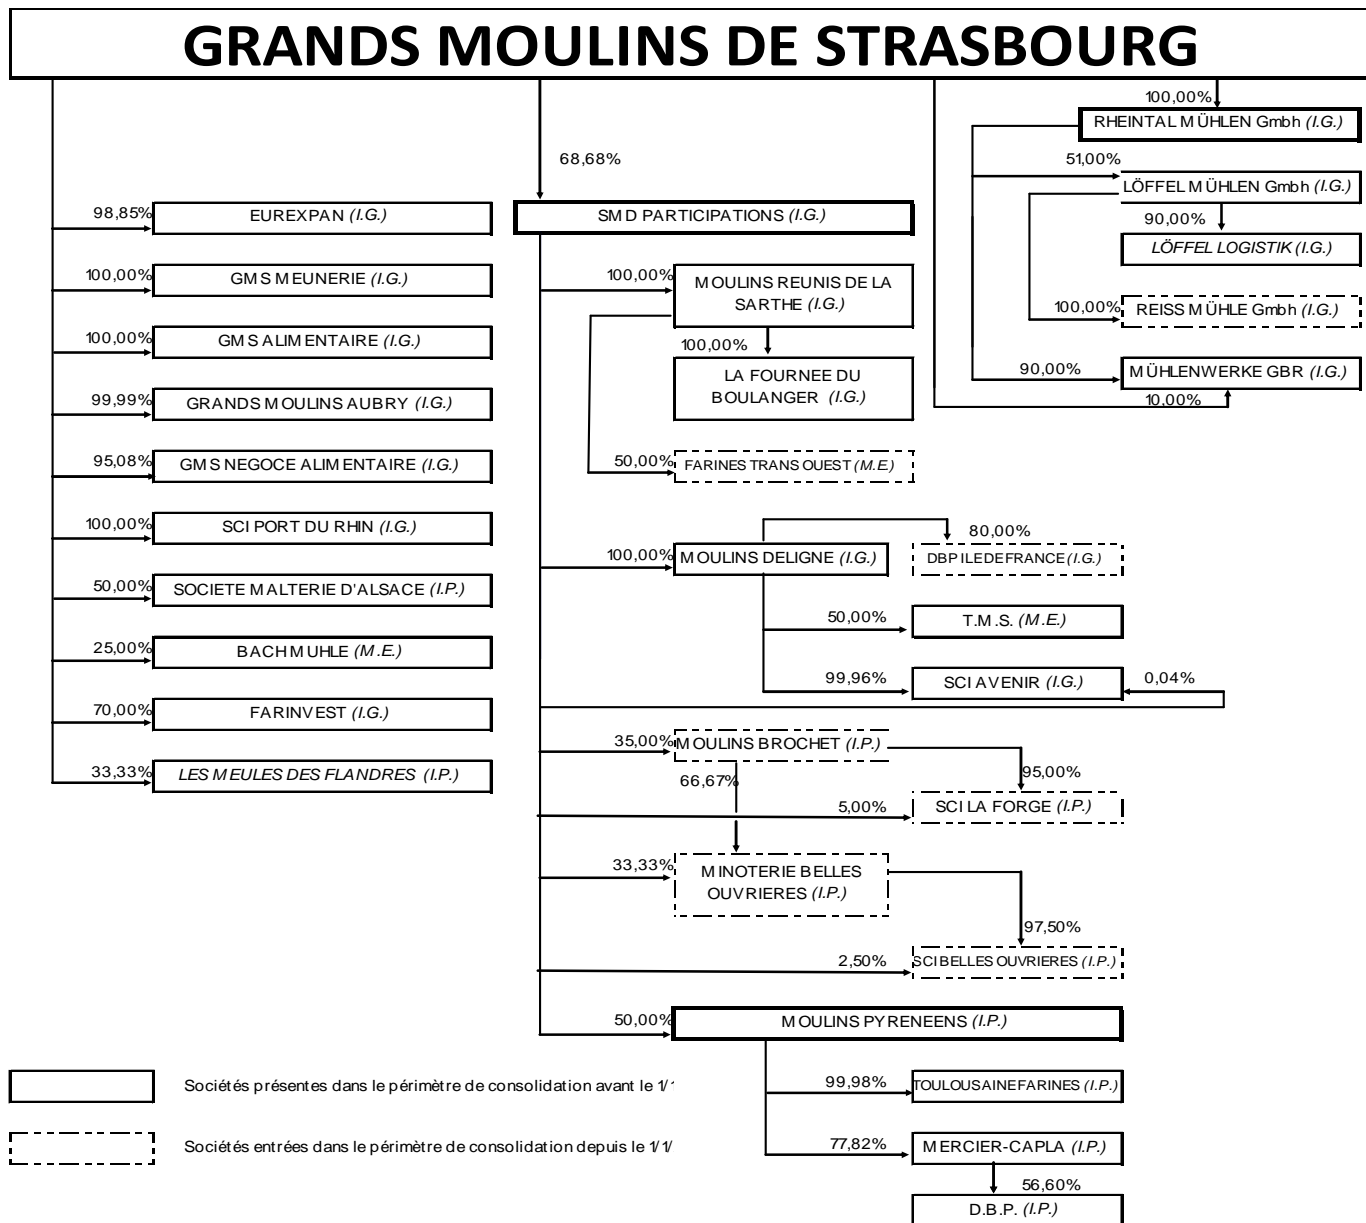 GRANDS MOULINS DE STRASBOURG
98,85%
EUREXPAN (I.G.)
100,00%
GMS MEUNERIE (I.G.)
100,00%
GMS ALIMENTAIRE (I.G.)
99,99%
GRANDS MOULINS AUBRY (I.G.)
95,08%
GMS NEGOCE ALIMENTAIRE (I.G.)
100,00%
SCI PORT DU RHIN (I.G.)
50,00%
SOCIETE MALTERIE D'ALSACE (I.P.)
25,00%
BACHMUHLE (M.E.)
70,00%
FARINVEST (I.G.)
33,33%
LES MEULES DES FLANDRES (I.P.)
68,68%
SMD PARTICIPATIONS (I.G.)
100,00%
MOULINS REUNIS DE LA
SARTHE (I.G.)
100,00%
LA FOURNEE DU
BOULANGER (I.G.)
50,00%
FARINES TRANS OUEST (M.E.)
100,00%
MOULINS DELIGNE (I.G.)
80,00%
DBP ILE DE FRANCE (I.G.)
50,00%
T.M.S. (M.E.)
99,96%
SCI AVENIR (I.G.)
0,04%
35,00%
MOULINS BROCHET (I.P.)
66,67%
95,00%
5,00%
SCI LA FORGE (I.P.)
33,33%
MINOTERIE BELLES
OUVRIERES (I.P.)
97,50%
2,50%
SCI BELLES OUVRIERES (I.P.)
50,00%
MOULINS PYRENEENS (I.P.)
99,98%
TOULOUSAINE FARINES (I.P.)
77,82%
MERCIER-CAPLA (I.P.)
56,60%
D.B.P. (I.P.)
100,00%
RHEINTAL MÜHLEN Gmbh (I.G.)
51,00%
LÖFFEL MÜHLEN Gmbh (I.G.)
90,00%
LÖFFEL LOGISTIK (I.G.)
100,00%
REISS MÜHLE Gmbh (I.G.)
90,00%
MÜHLENWERKE GBR (I.G.)
10,00%
Sociétés présentes dans le périmètre de consolidation avant le 1/
Sociétés entrées dans le périmètre de consolidation depuis le 1/1/